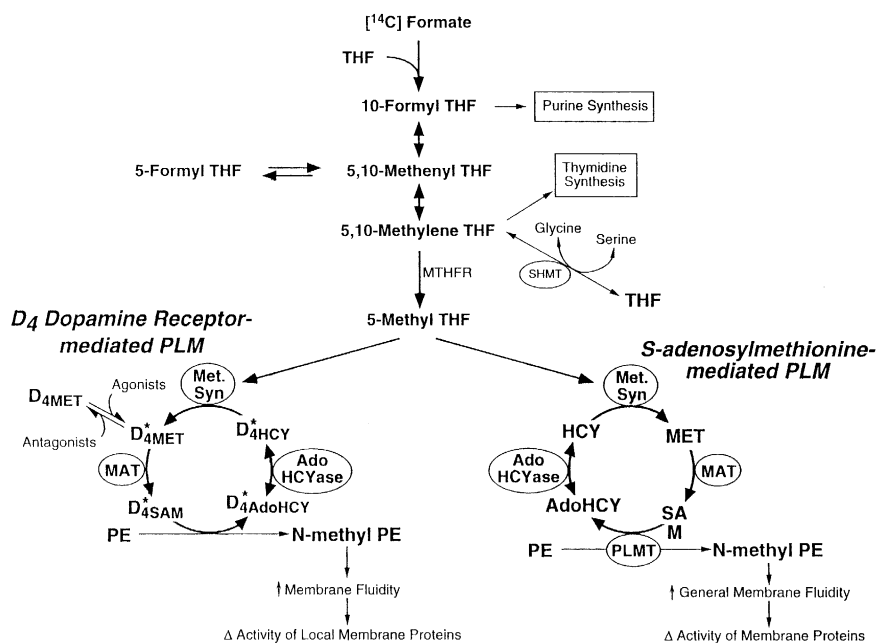 [14C] Formate
THF
10-Formyl THF
Purine Synthesis
5-Formyl THF
5,10-Methenyl THF
Thymidine
Synthesis
5,10-Methylene THF
Glycine
Serine
SHMT
THF
MTHFR
5-Methyl THF
D4 Dopamine Receptor-
mediated PLM
S-adenosylmethionine-
mediated PLM
Met.
Syn
Agonists
D4MET
Antagonists
D*4MET
D*4HCY
MAT
Ado
HCYase
D*4SAM
D*4AdoHCY
PE
N-methyl PE
↑ Membrane Fluidity
Δ Activity of Local Membrane Proteins
Met.
Syn
HCY
MET
Ado
HCYase
MAT
AdoHCY
SA
M
PE
PLMT
N-methyl PE
↑ General Membrane Fluidity
Δ Activity of Membrane Proteins